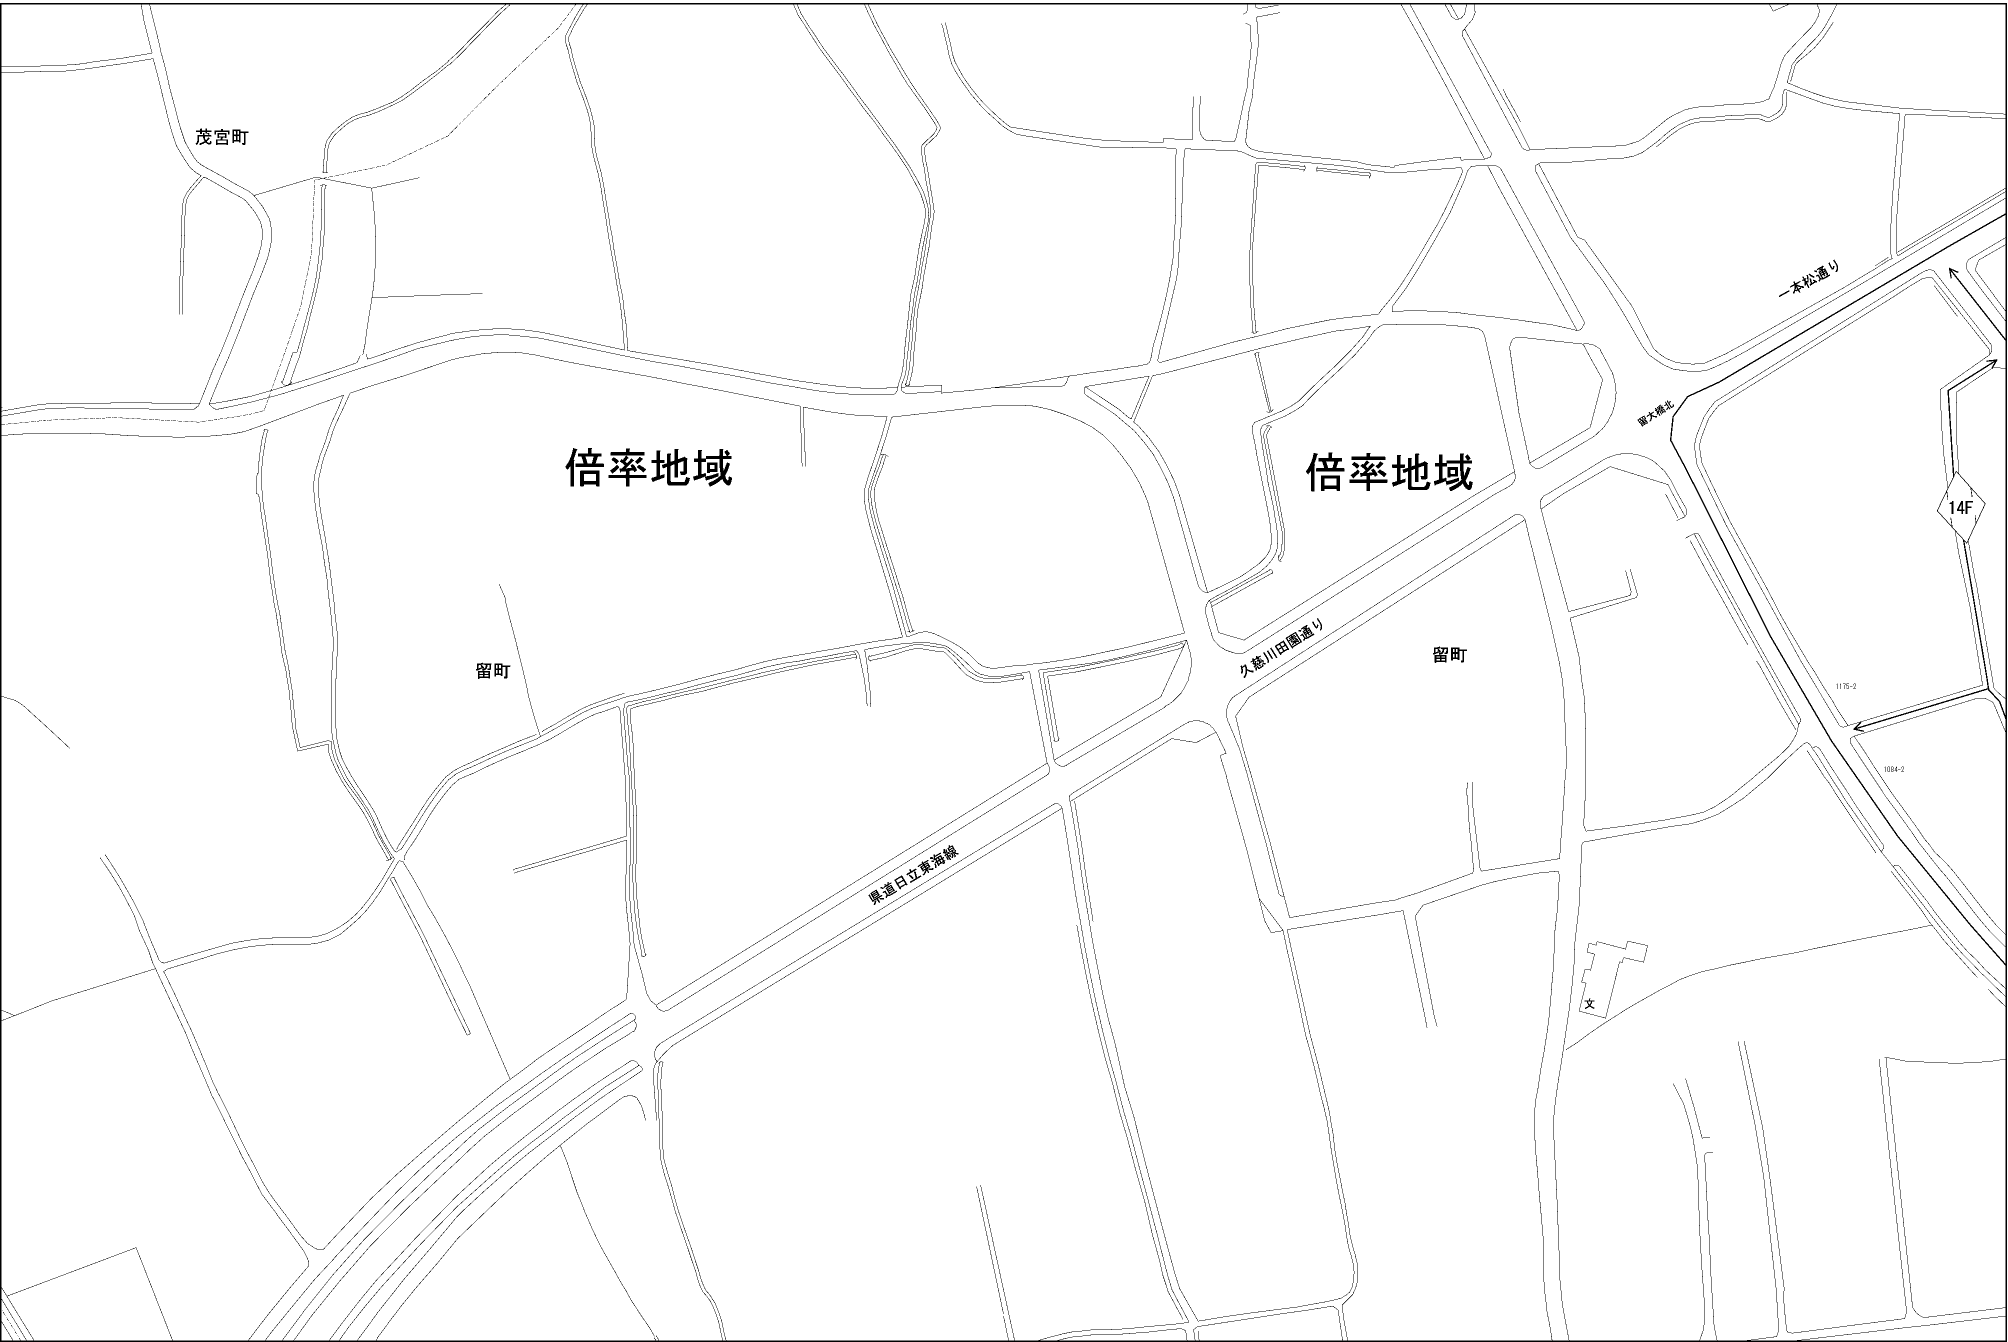 茂宮町
一本松通り
留大橋北
倍率地域
倍率地域
14F
久慈川田園通り
留町
留町
1175-2
1084-2
県道日立東海線
文